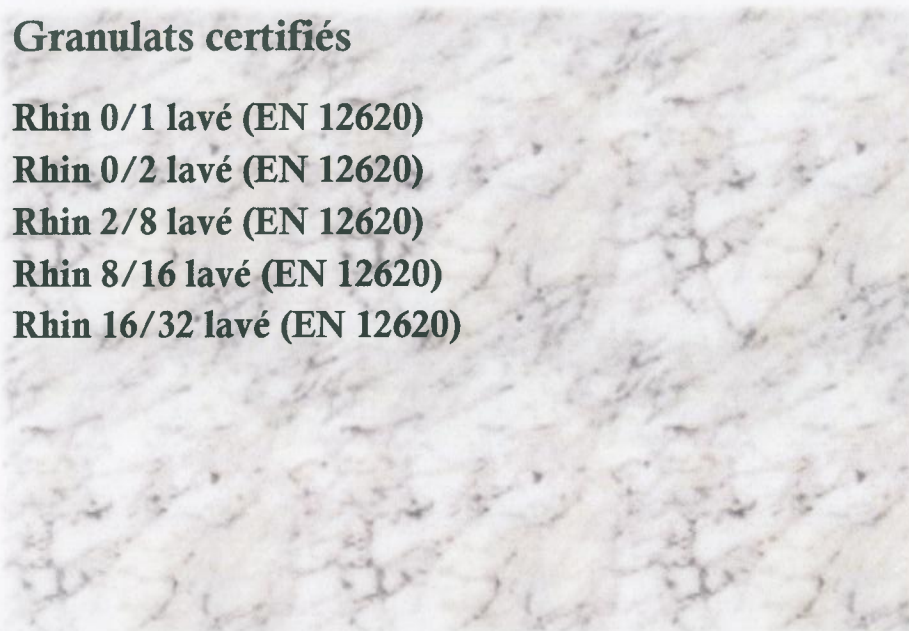 Granulats certifiés
Rhin 0/1 lavé (EN 12620)
Rhin 0/2 lavé (EN 12620)
Rhin 2/8 lavé (EN 12620)
Rhin 8/16 lavé (EN 12620)
Rhin 16/32 lavé (EN 12620)